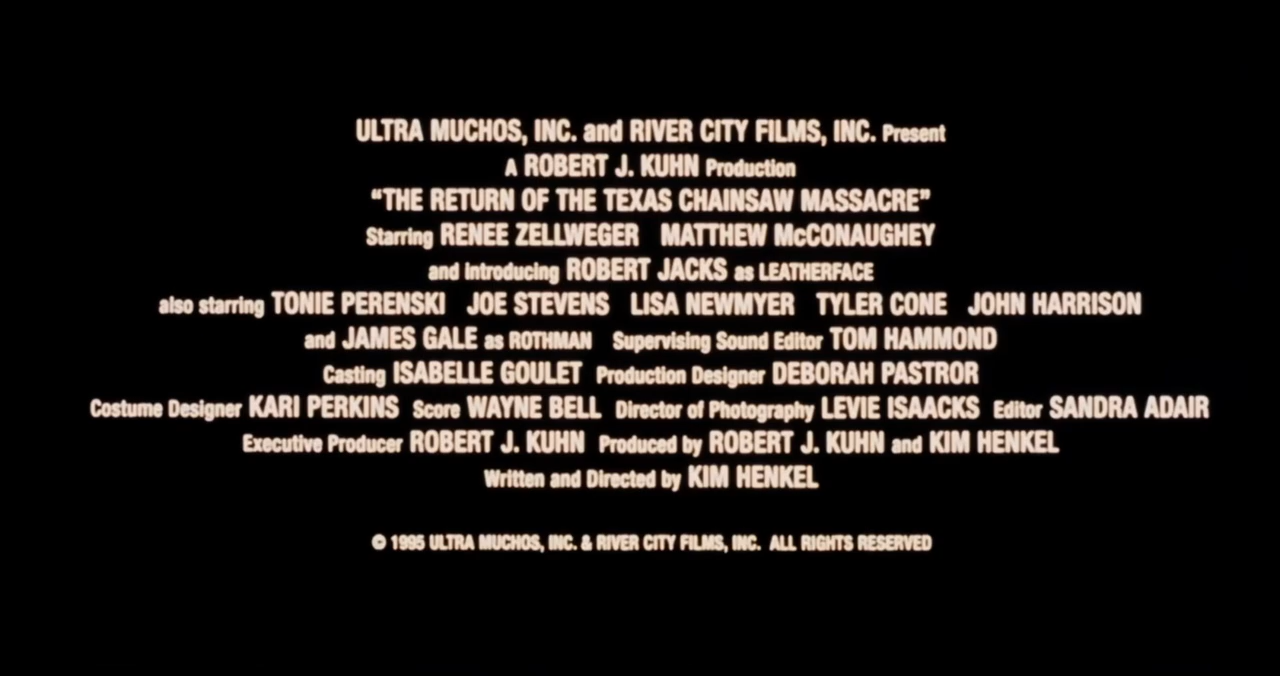 ULTRA MUCHOS, INC. and RIVER CITY FILMS, INC. Present
A ROBERT J. KUHN Production
“THE RETURN OF THE TEXAS CHAINSAW MASSACRE”
Starring RENEE ZELLWEGER MATTHEW McCONAUGHEY
and introducing ROBERT JACKS as LEATHERFACE
also starring TONIE PERENSKI JOE STEVENS LISA NEWMYER TYLER CONE JOHN HARRISON
and JAMES GALE as ROTHMAN Supervising Sound Editor TOM HAMMOND
Casting ISABELLE GOULET Production Designer DEBORAH PASTROR
Costume Designer KARI PERKINS Score WAYNE BELL Director of Photography LEVIE ISAACKS Editor SANDRA ADAIR
Executive Producer ROBERT J. KUHN Produced by ROBERT J. KUHN and KIM HENKEL
Written and Directed by KIM HENKEL
© 1995 ULTRA MUCHOS, INC. & RIVER CITY FILMS, INC. ALL RIGHTS RESERVED